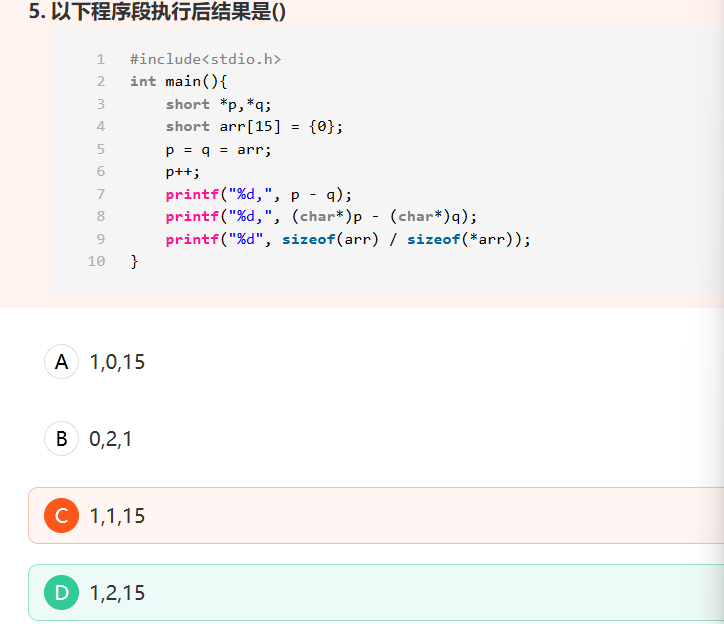 5. 以下程序段执行后结果是()
1 #include<stdio.h>
2 int main(){
3 short *p,*q;
4 short arr[15] = {0};
5 p = q = arr;
6 p++;
7 printf("%d,", p - q);
8 printf("%d,", (char*)p - (char*)q);
9 printf("%d", sizeof(arr) / sizeof(*arr));
10 }
A 1,0,15
B 0,2,1
C 1,1,15
D 1,2,15